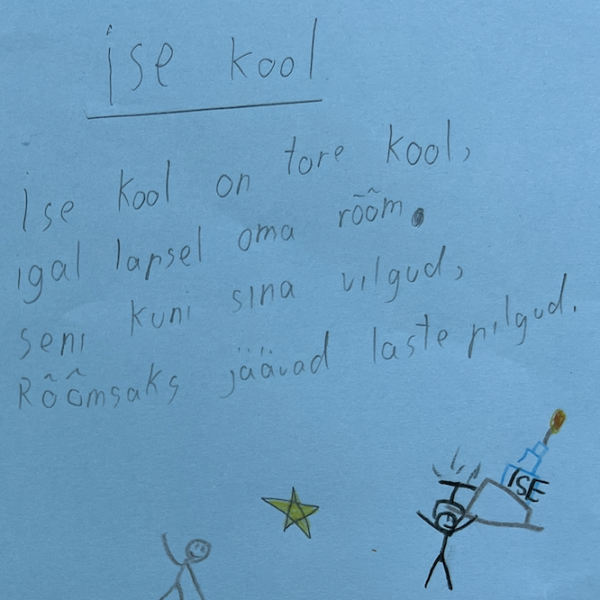 ise kool
Ise kool on tore kool,
igal lapsel oma rõõm.
seni kuni sina vilgud,
Rõõmsaks jäävad laste pilgud.
ISE